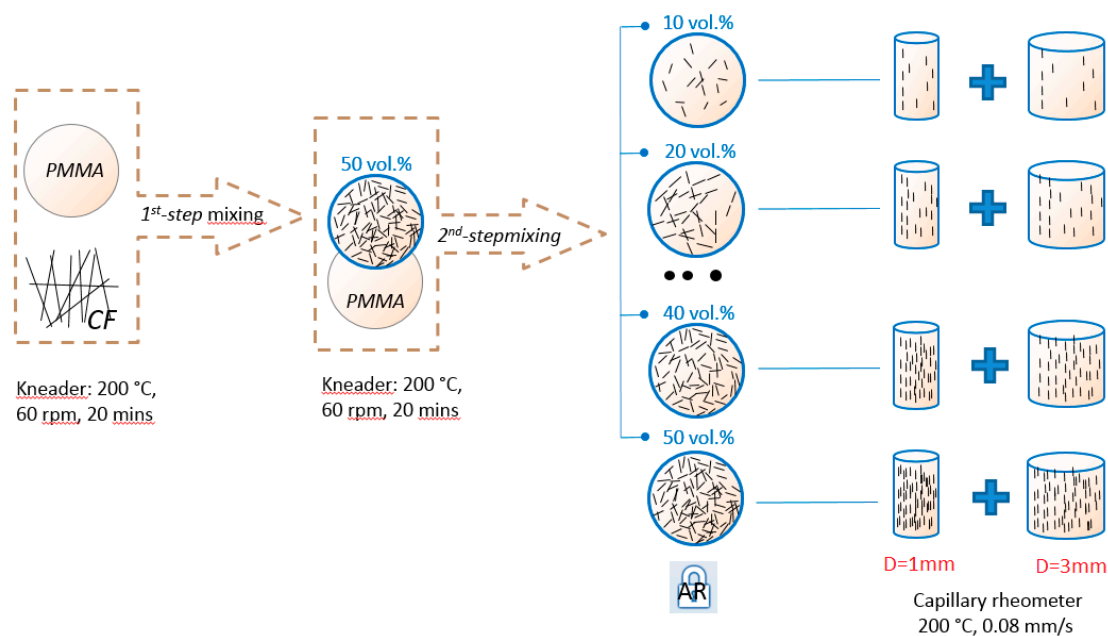 PMMA
CF
Kneader: 200 °C,
60 rpm, 20 mins
1st-step mixing
50 vol.%
PMMA
Kneader: 200 °C,
60 rpm, 20 mins
2nd-stepmixing
10 vol.%
20 vol.%
40 vol.%
50 vol.%
AR
D=1mm
D=3mm
Capillary rheometer
200 °C, 0.08 mm/s